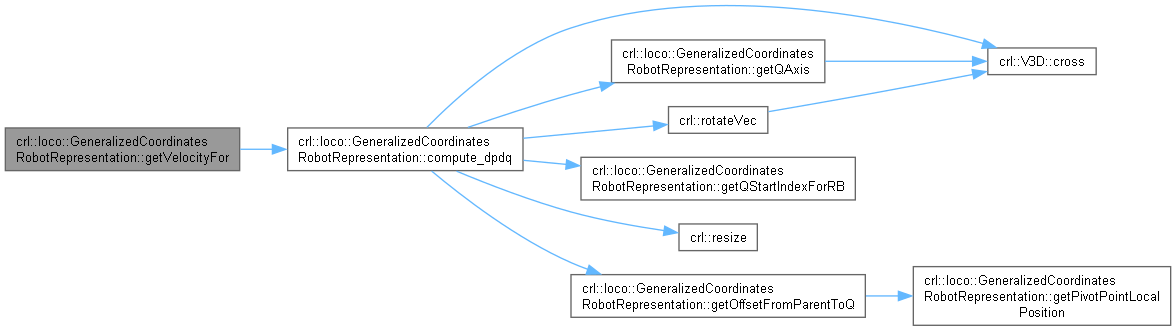 crl::loco::GeneralizedCoordinates
RobotRepresentation::getVelocityFor
crl::loco::GeneralizedCoordinates
RobotRepresentation::compute_dpdq
crl::loco::GeneralizedCoordinates
RobotRepresentation::getQAxis
crl::V3D::cross
crl::rotateVec
crl::loco::GeneralizedCoordinates
RobotRepresentation::getQStartIndexForRB
crl::resize
crl::loco::GeneralizedCoordinates
RobotRepresentation::getOffsetFromParentToQ
crl::loco::GeneralizedCoordinates
RobotRepresentation::getPivotPointLocal
Position